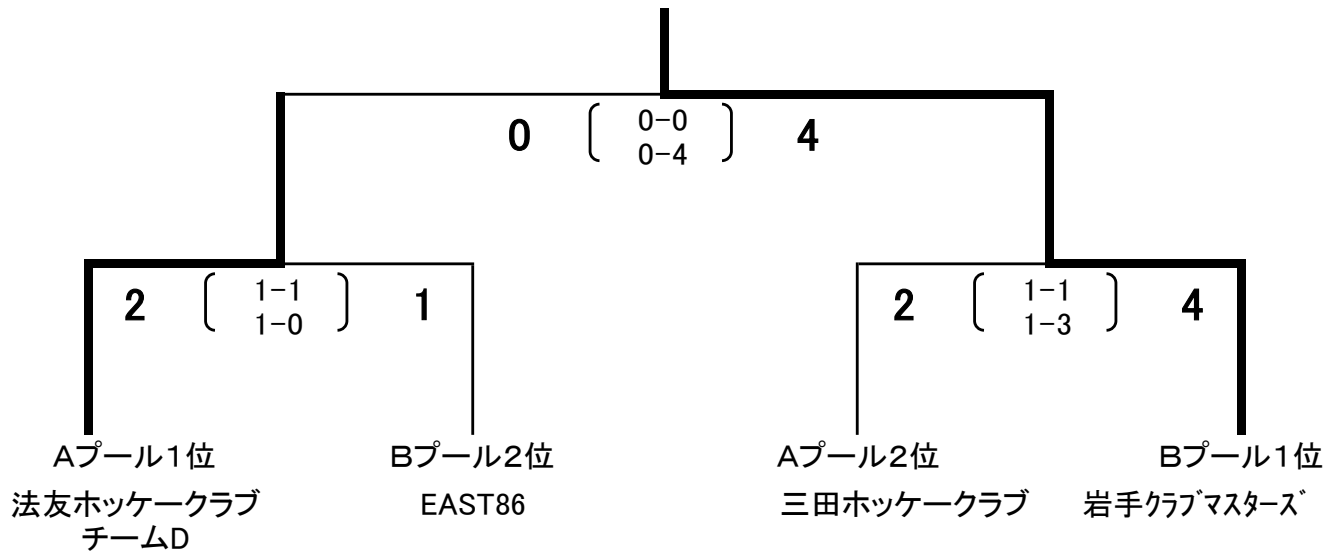 0 0-0 4
0-4
2 1-1 1
1-0
2 1-1 4
1-3
Aプール1位
Bプール2位
Aプール2位
Bプール1位
法友ホッケークラブ
チームD
EAST86
三田ホッケークラブ
岩手ｸﾗﾌﾞﾏｽﾀｰｽﾞ